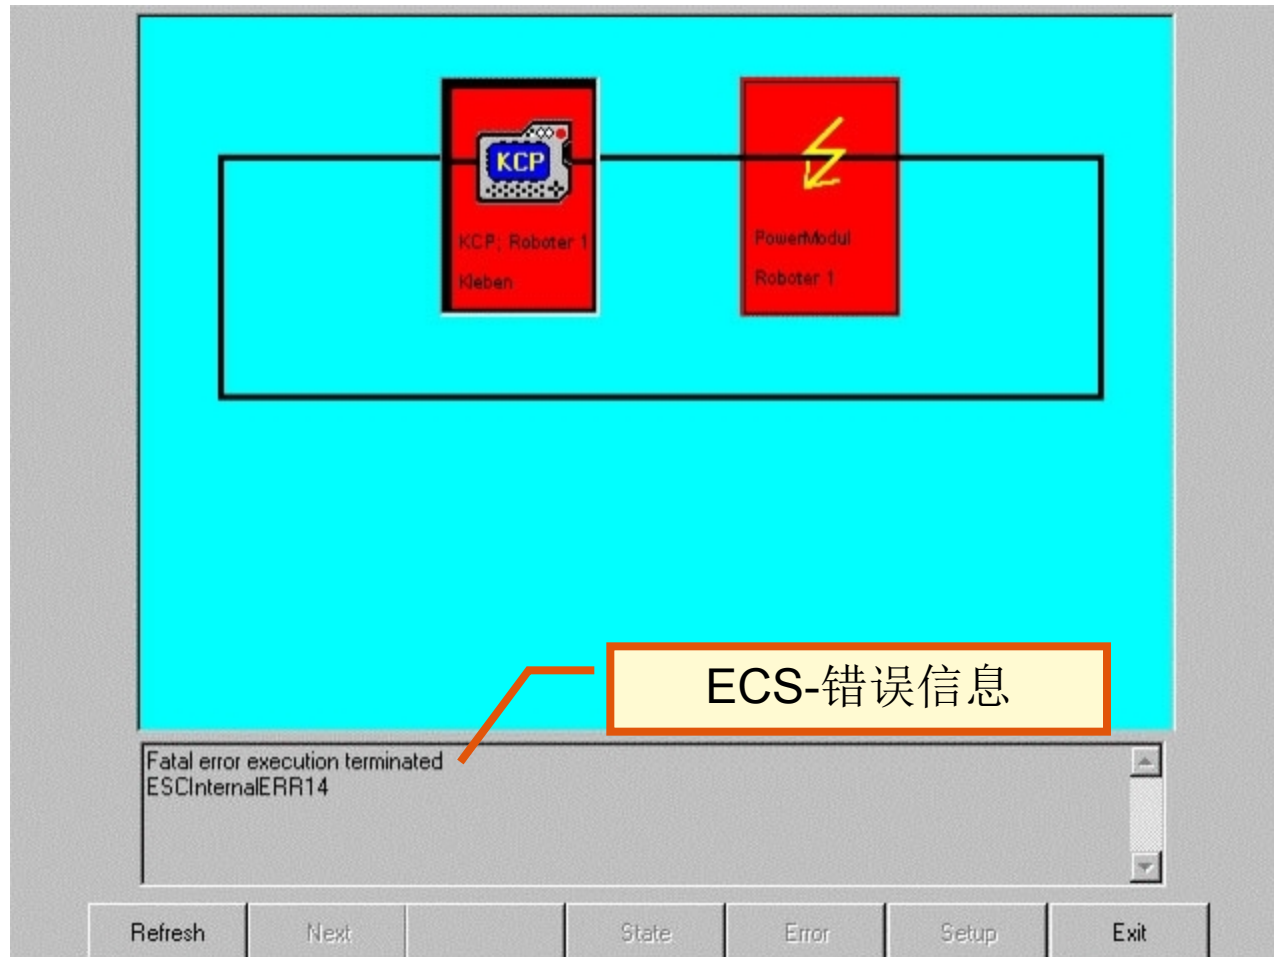 KCP
KCP; Roboter 1
Kleben
PowerModul
Roboter 1
ECS-错误信息
Fatal error execution terminated
ESCInternalERR14
Refresh
Next
State
Error
Setup
Exit